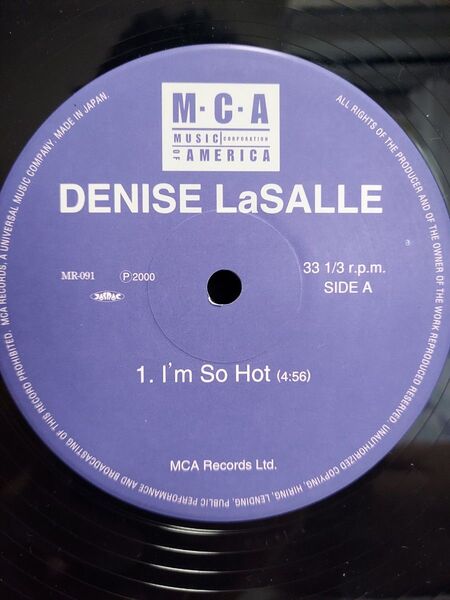 M·C·A
MUSIC CORPORATION
OF AMERICA
DENISE LaSALLE
MR-091 Ⓟ 2000
33 1/3 r.p.m.
SIDE A
1. I'm So Hot (4:56)
MCA Records Ltd.
ALL RIGHTS OF THE PRODUCER AND OF THE OWNER OF THE WORK REPRODUCED RESERVED. UNAUTHORIZED COPYING, HIRING, LENDING, PUBLIC PERFORMANCE AND BROADCASTING OF THIS RECORD PROHIBITED. MCA RECORDS, A UNIVERSAL MUSIC COMPANY. MADE IN JAPAN.